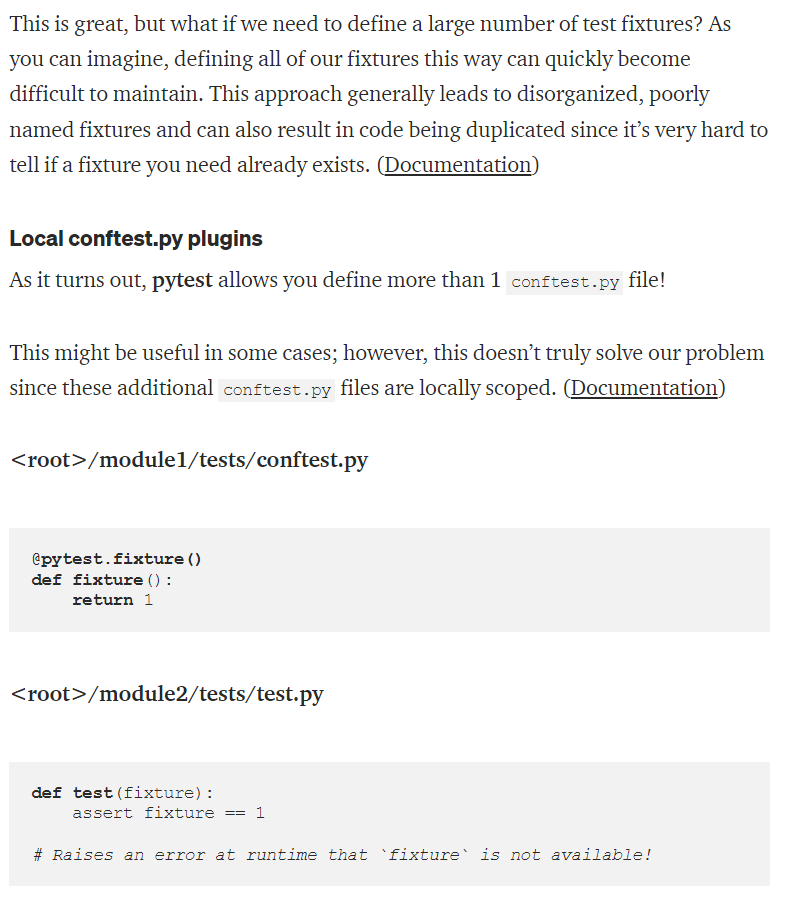 This is great, but what if we need to define a large number of test fixtures? As
you can imagine, defining all of our fixtures this way can quickly become
difficult to maintain. This approach generally leads to disorganized, poorly
named fixtures and can also result in code being duplicated since it’s very hard to
tell if a fixture you need already exists. (Documentation)
Local conftest.py plugins
As it turns out, pytest allows you define more than 1 conftest.py file!
This might be useful in some cases; however, this doesn’t truly solve our problem
since these additional conftest.py files are locally scoped. (Documentation)
<root>/module1/tests/conftest.py
@pytest.fixture()
def fixture():
    return 1
<root>/module2/tests/test.py
def test(fixture):
    assert fixture == 1
# Raises an error at runtime that `fixture` is not available!